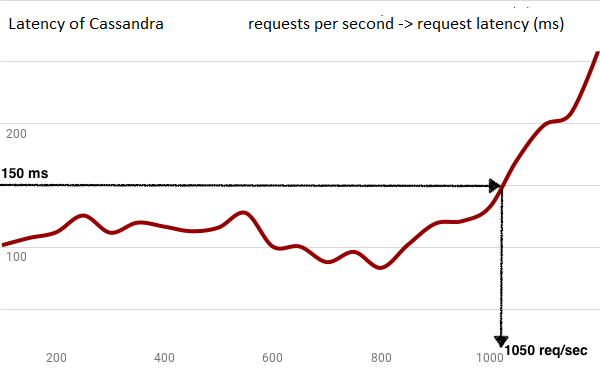 Latency of Cassandra
requests per second -> request latency (ms)
200
150 ms
100
1050 req/sec
200
400
600
800
1000